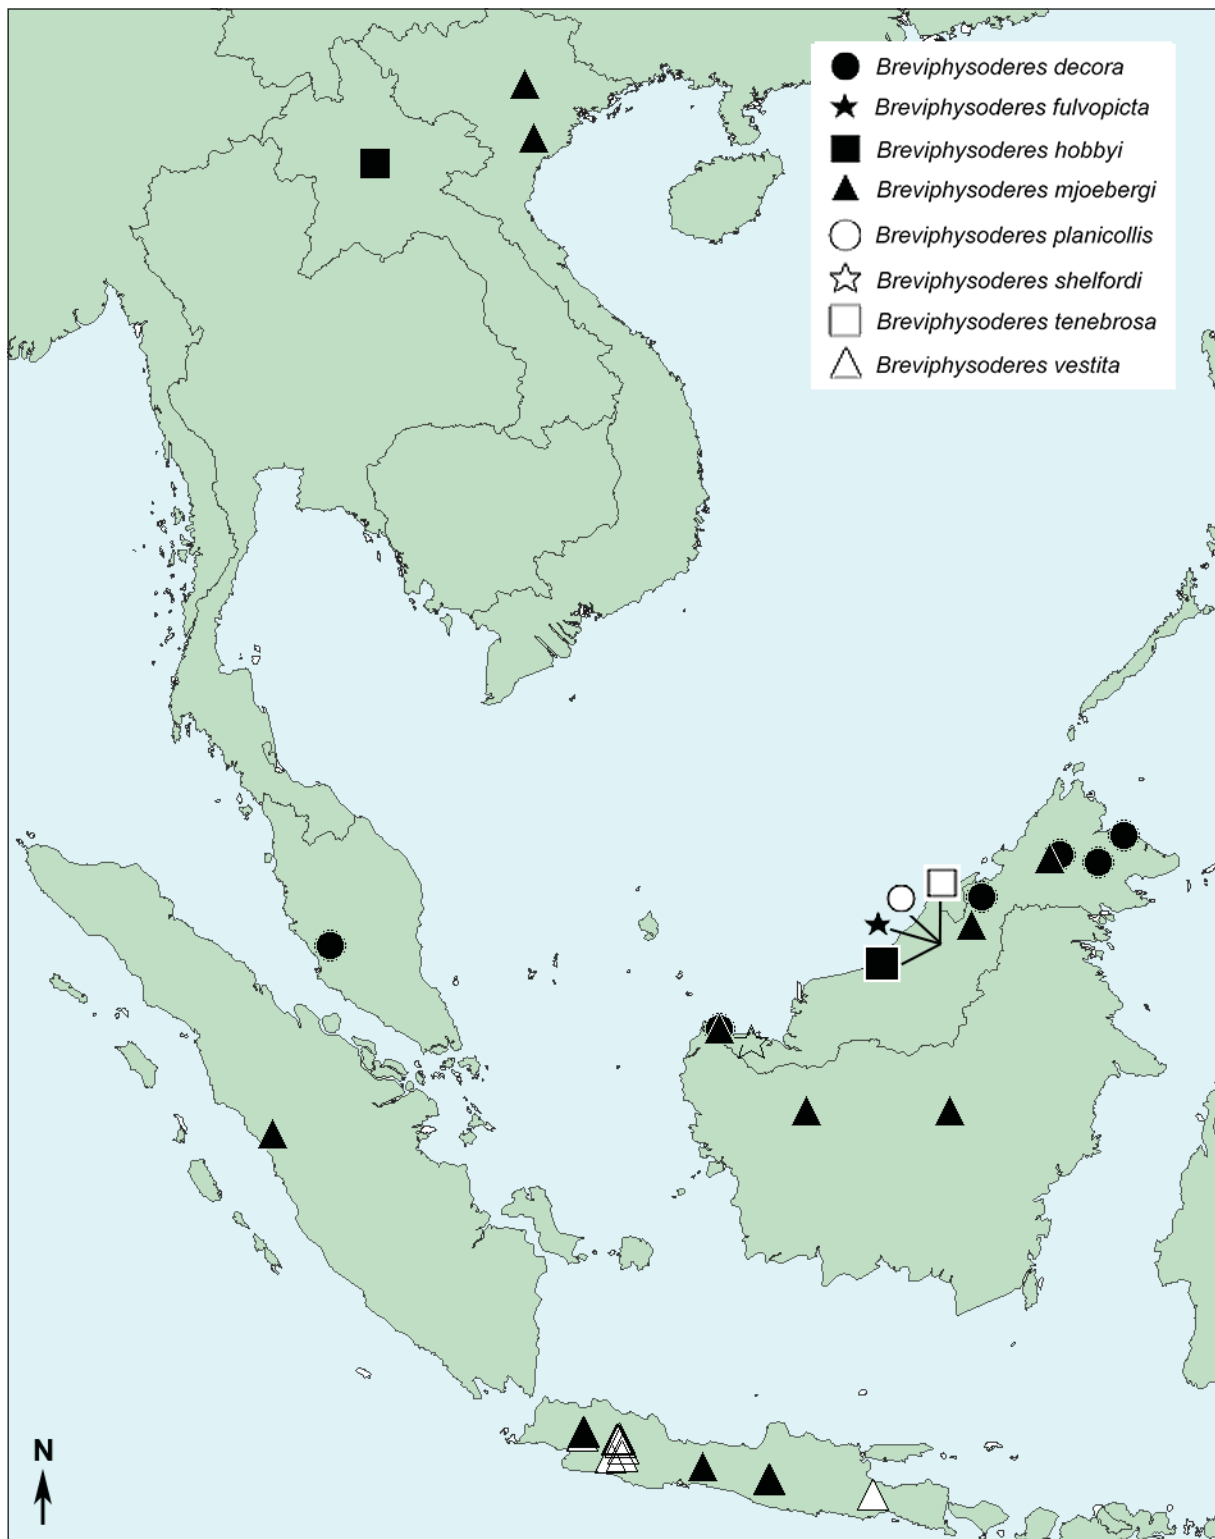 Breviphysoderes decora
Breviphysoderes fulvopicta
Breviphysoderes hobbyi
Breviphysoderes mjoebergi
Breviphysoderes planicollis
Breviphysoderes shelfordi
Breviphysoderes tenebrosa
Breviphysoderes vestita
N